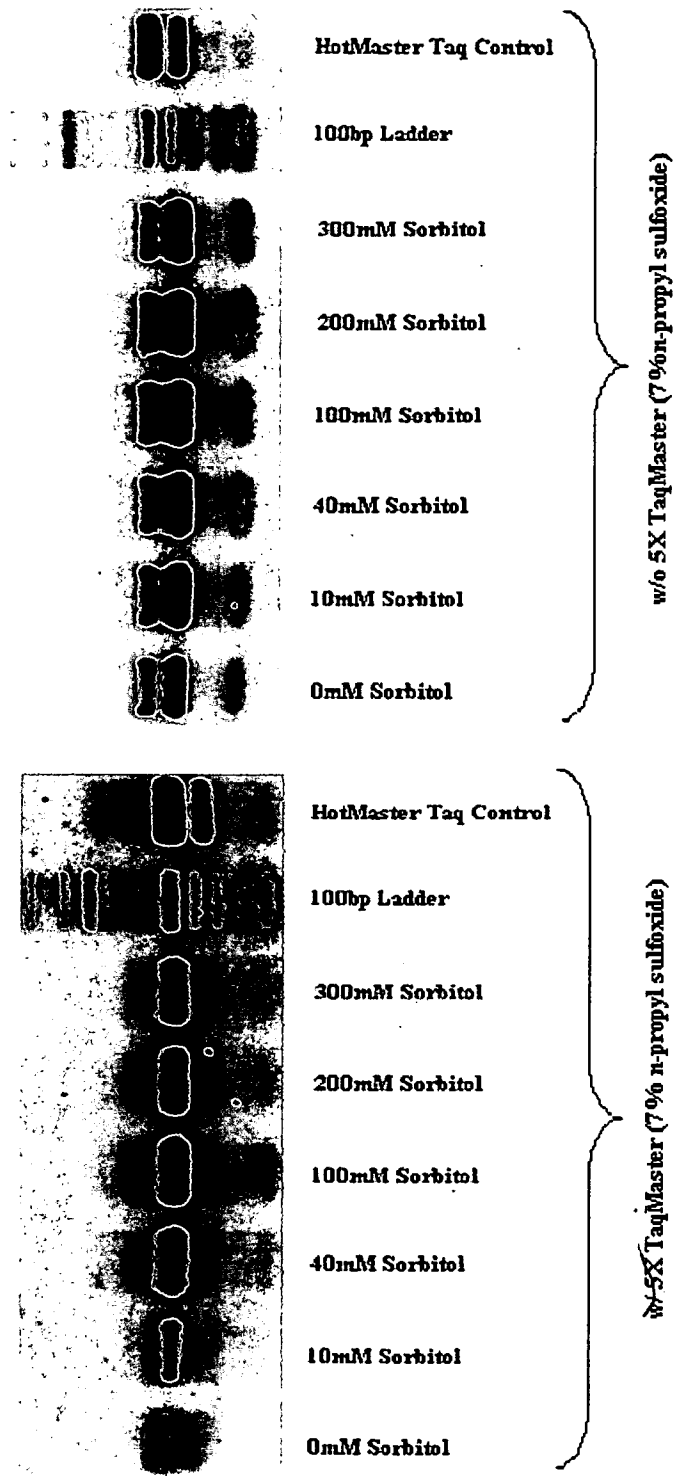 HotMaster Taq Control
100bp Ladder
300mM Sorbitol
200mM Sorbitol
100mM Sorbitol
40mM Sorbitol
10mM Sorbitol
0mM Sorbitol
w/o 5X TaqMaster (7%on-propyl sulfoxide)
HotMaster Taq Control
100bp Ladder
300mM Sorbitol
200mM Sorbitol
100mM Sorbitol
40mM Sorbitol
10mM Sorbitol
0mM Sorbitol
w/ 5X TaqMaster (7% n-propyl sulfoxide)